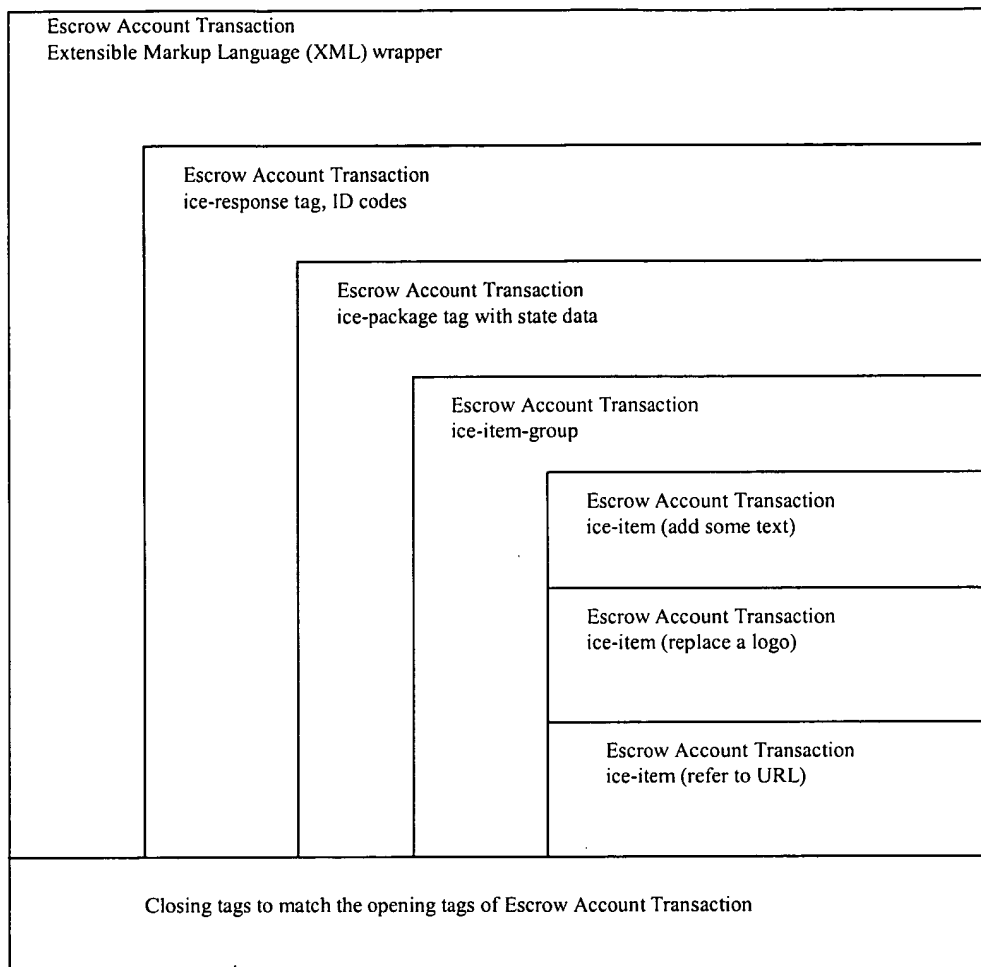 Escrow Account Transaction
Extensible Markup Language (XML) wrapper
Escrow Account Transaction
ice-response tag, ID codes
Escrow Account Transaction
ice-package tag with state data
Escrow Account Transaction
ice-item-group
Escrow Account Transaction
ice-item (add some text)
Escrow Account Transaction
ice-item (replace a logo)
Escrow Account Transaction
ice-item (refer to URL)
Closing tags to match the opening tags of Escrow Account Transaction